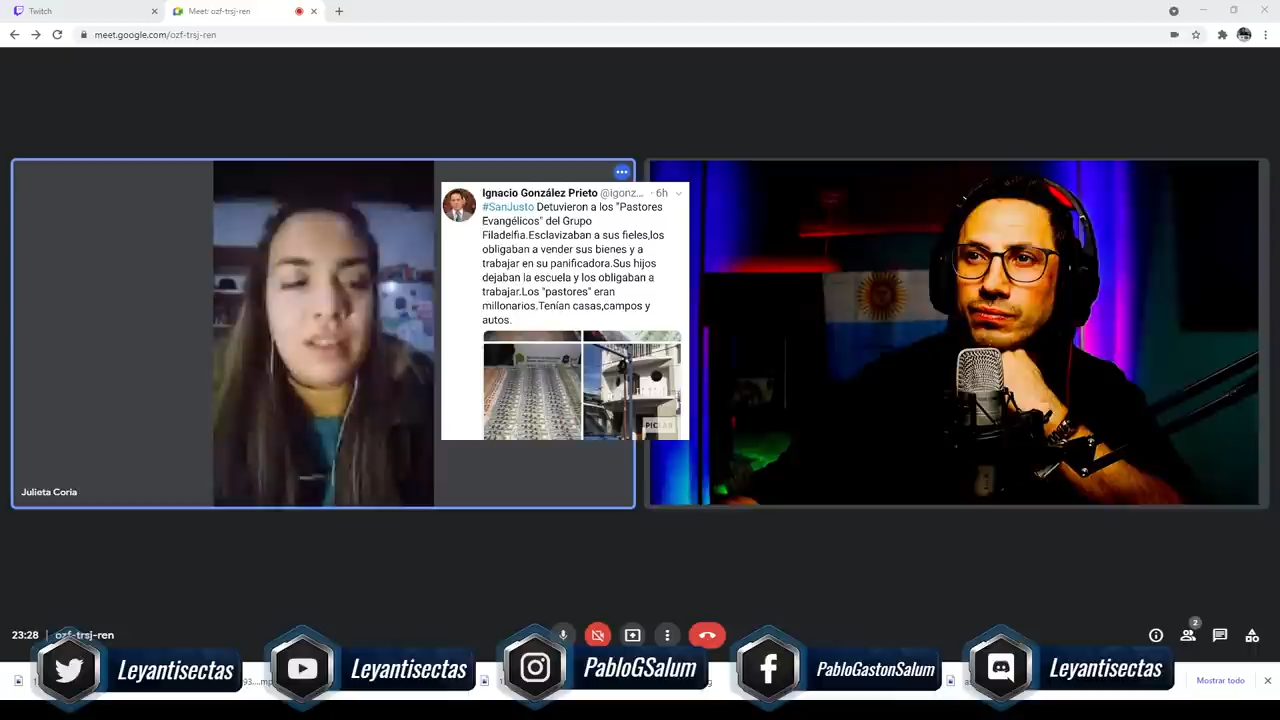 Twitch
Meet: ozf-trsj-ren
meet.google.com/ozf-trsj-ren
Ignacio González Prieto @igonz... · 6h
#SanJusto Detuvieron a los "Pastores
Evangélicos" del Grupo
Filadelfia.Esclavizaban a sus fieles,los
obligaban a vender sus bienes y a
trabajar en su panificadora.Sus hijos
dejaban la escuela y los obligaban a
trabajar.Los "pastores" eran
millonarios.Tenían casas,campos y
autos.
Julieta Coria
23:28 | ozf-trsj-ren
2
Leyantisectas
Leyantisectas
PabloGSalum
PabloGastonSalum
Leyantisectas
Mostrar todo